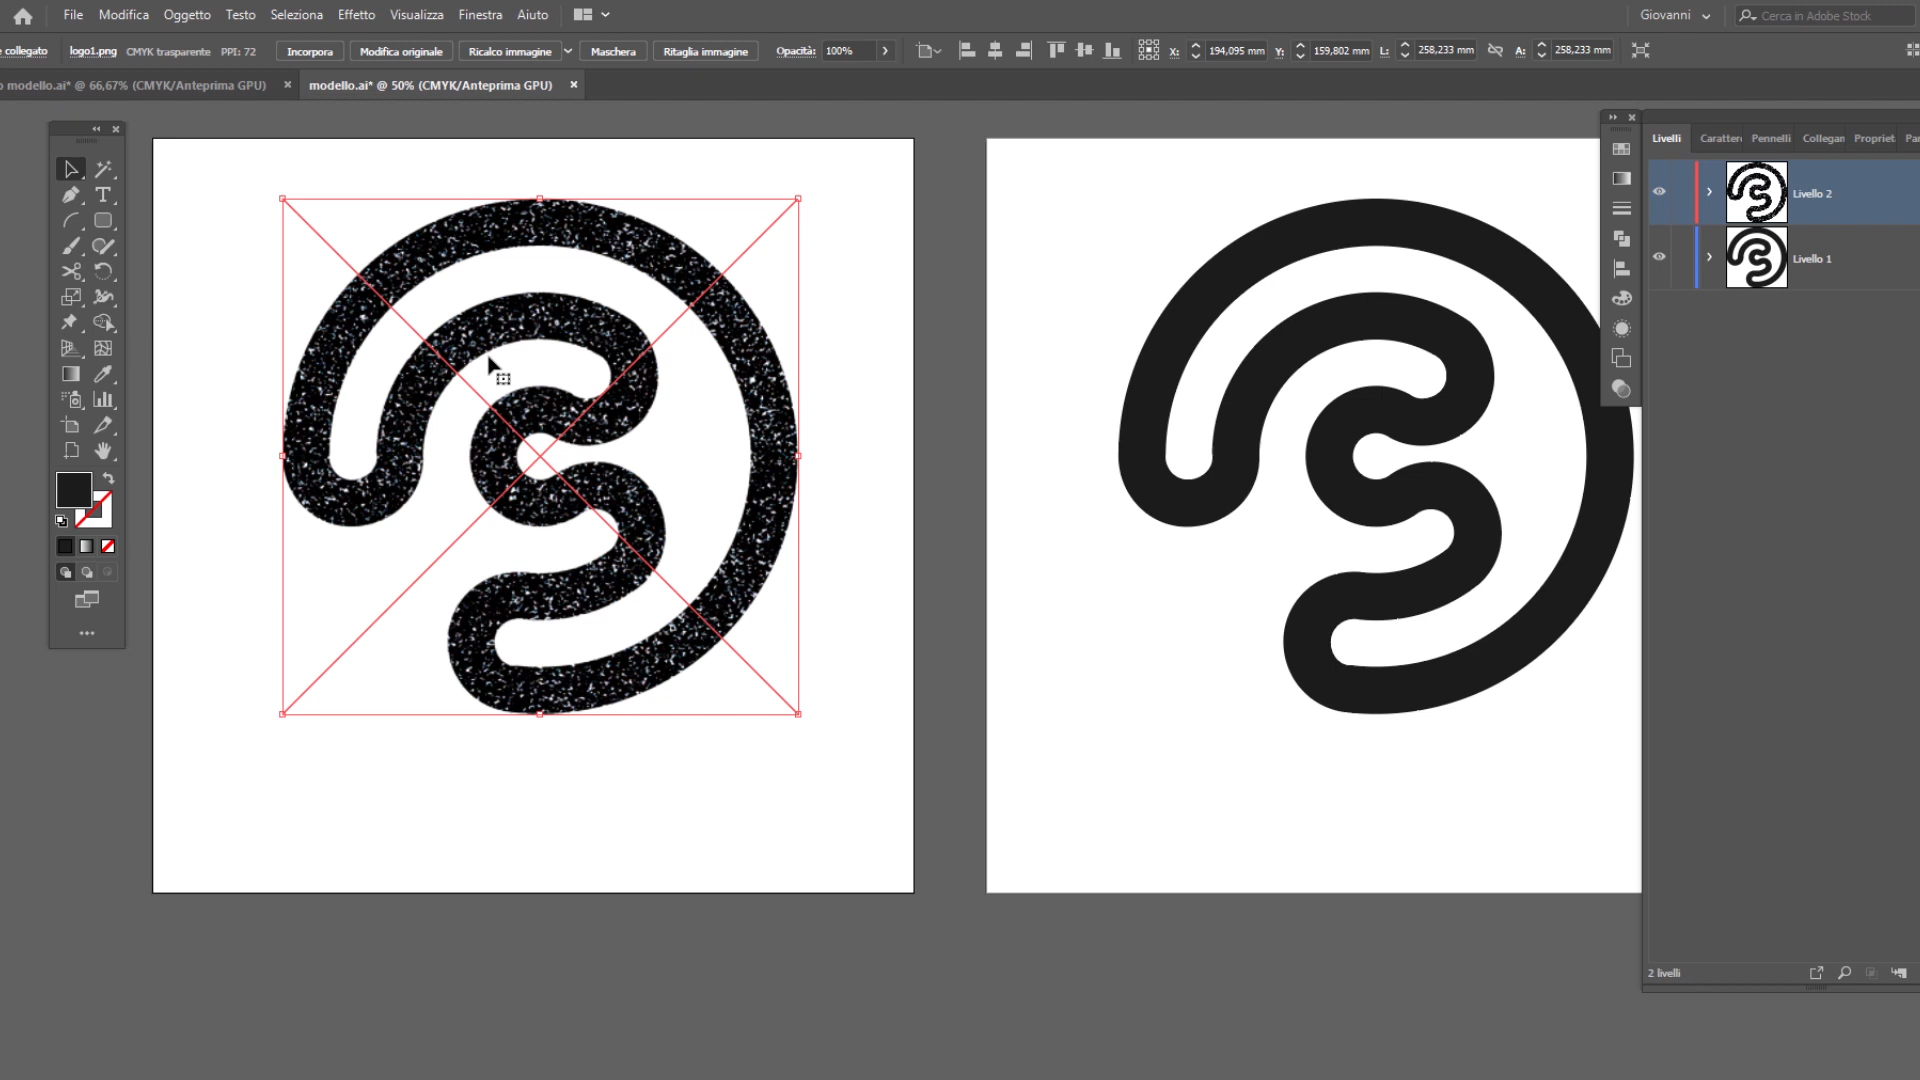 File Modifica Oggetto Testo Seleziona Effetto Visualizza Finestra Aiuto Giovanni Cerca in Adobe Stock
collegato logo1.png CMYK trasparente PPI: 72 Incorpora Modifica originale Ricalco immagine Maschera Ritaglia immagine Opacità: 100% X: 194,095 mm Y: 159,802 mm L: 258,233 mm A: 258,233 mm
modello.ai* @ 66,67% (CMYK/Anteprima GPU) × modello.ai* @ 50% (CMYK/Anteprima GPU) ×
Livelli Caratter Pennelli Collegan Propriet Par
Livello 2
Livello 1
2 livelli